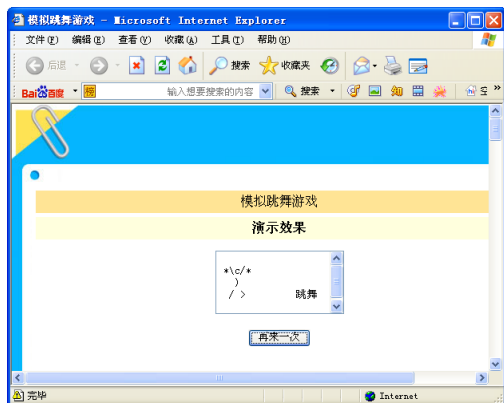 模拟跳舞游戏 - Microsoft Internet Explorer
文件(F) 编辑(E) 查看(V) 收藏(A) 工具(T) 帮助(H)
后退 搜索 收藏夹
Bai百度 输入想要搜索的内容 搜索 知
模拟跳舞游戏
演示效果
*\c/*
)
/ > 跳舞
再来一次
完毕 Internet